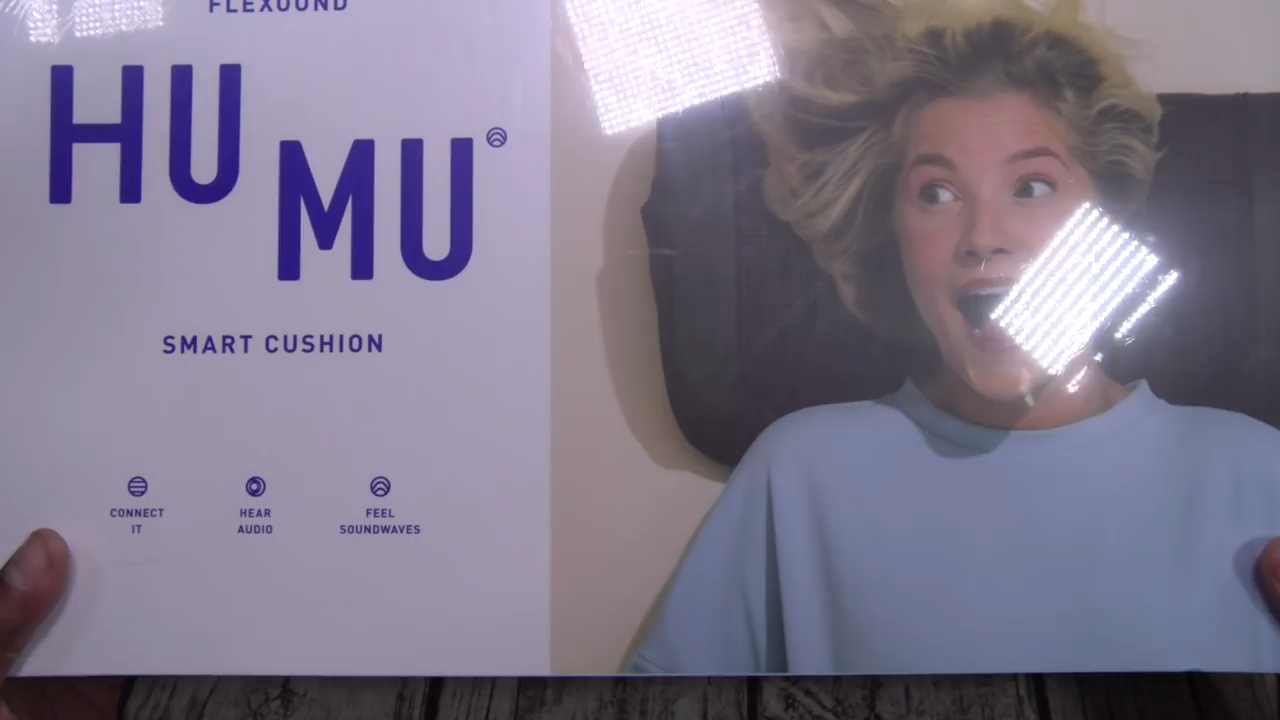 FLEXOUND
HU
MU
SMART CUSHION
CONNECT
IT
HEAR
AUDIO
FEEL
SOUNDWAVES